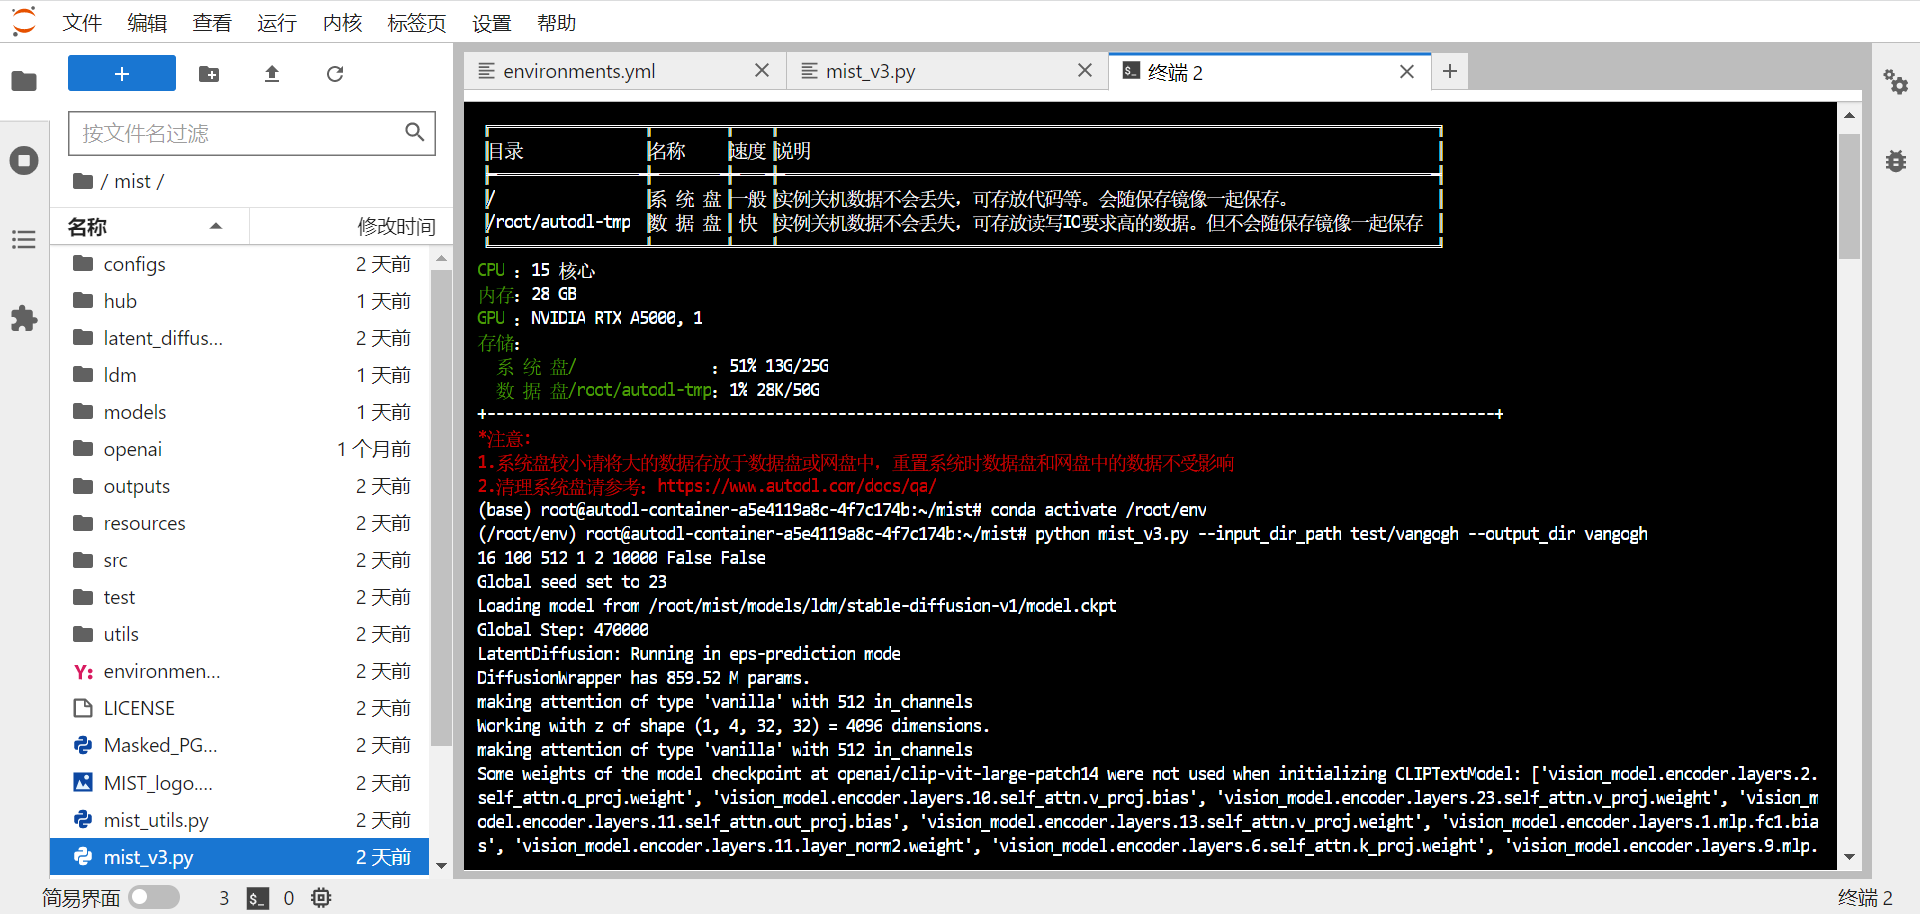 文件 编辑 查看 运行 内核 标签页 设置 帮助
+
按文件名过滤
/ mist /
名称 修改时间
configs 2 天前
hub 1 天前
latent_diffus... 2 天前
ldm 1 天前
models 1 天前
openai 1 个月前
outputs 2 天前
resources 2 天前
src 2 天前
test 2 天前
utils 2 天前
Y: environmen... 2 天前
LICENSE 2 天前
Masked_PG... 2 天前
MIST_logo.... 2 天前
mist_utils.py 2 天前
mist_v3.py 2 天前
environments.yml mist_v3.py 终端 2
目录 名称 速度 说明
/ 系 统 盘 一般 实例关机数据不会丢失，可存放代码等。会随保存镜像一起保存。
/root/autodl-tmp 数 据 盘 快 实例关机数据不会丢失，可存放读写IO要求高的数据。但不会随保存镜像一起保存
CPU ：15 核心
内存：28 GB
GPU ：NVIDIA RTX A5000, 1
存储：
系 统 盘/ ：51% 13G/25G
数 据 盘/root/autodl-tmp：1% 28K/50G
+----------------------------------------------------------------------------------------------------------------+
*注意:
1.系统盘较小请将大的数据存放于数据盘或网盘中，重置系统时数据盘和网盘中的数据不受影响
2.清理系统盘请参考：https://www.autodl.com/docs/qa/
(base) root@autodl-container-a5e4119a8c-4f7c174b:~/mist# conda activate /root/env
(/root/env) root@autodl-container-a5e4119a8c-4f7c174b:~/mist# python mist_v3.py --input_dir_path test/vangogh --output_dir vangogh
16 100 512 1 2 10000 False False
Global seed set to 23
Loading model from /root/mist/models/ldm/stable-diffusion-v1/model.ckpt
Global Step: 470000
LatentDiffusion: Running in eps-prediction mode
DiffusionWrapper has 859.52 M params.
making attention of type 'vanilla' with 512 in_channels
Working with z of shape (1, 4, 32, 32) = 4096 dimensions.
making attention of type 'vanilla' with 512 in_channels
Some weights of the model checkpoint at openai/clip-vit-large-patch14 were not used when initializing CLIPTextModel: ['vision_model.encoder.layers.2.
self_attn.q_proj.weight', 'vision_model.encoder.layers.10.self_attn.v_proj.bias', 'vision_model.encoder.layers.23.self_attn.v_proj.weight', 'vision_m
odel.encoder.layers.11.self_attn.out_proj.bias', 'vision_model.encoder.layers.13.self_attn.v_proj.weight', 'vision_model.encoder.layers.1.mlp.fc1.bia
s', 'vision_model.encoder.layers.11.layer_norm2.weight', 'vision_model.encoder.layers.6.self_attn.k_proj.weight', 'vision_model.encoder.layers.9.mlp.
简易界面 3 $_ 0 终端 2